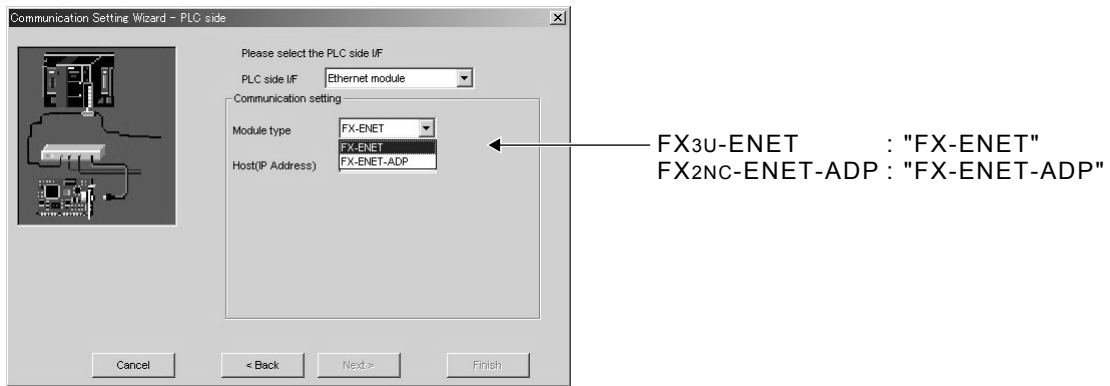 Communication Setting Wizard - PLC side
Please select the PLC side I/F
PLC side I/F Ethernet module
Communication setting
Module type FX-ENET
FX-ENET
FX-ENET-ADP
Host(IP Address)
Cancel < Back Next > Finish
FX3U-ENET : "FX-ENET"
FX2NC-ENET-ADP : "FX-ENET-ADP"